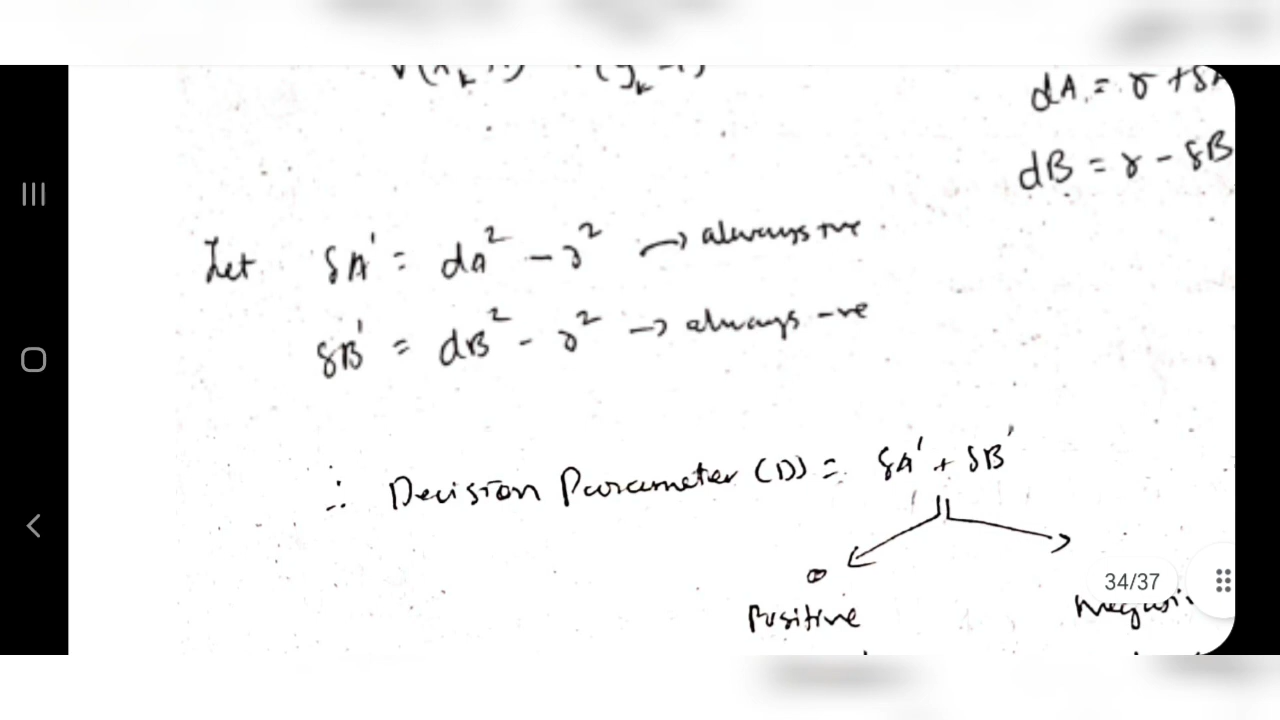 dA = r + δA
dB = r - δB
Let δA' = dA² - r² → always +ve
δB' = dB² - r² → always -ve
∴ Decision Parameter (D) = δA' + δB'
34/37
Positive